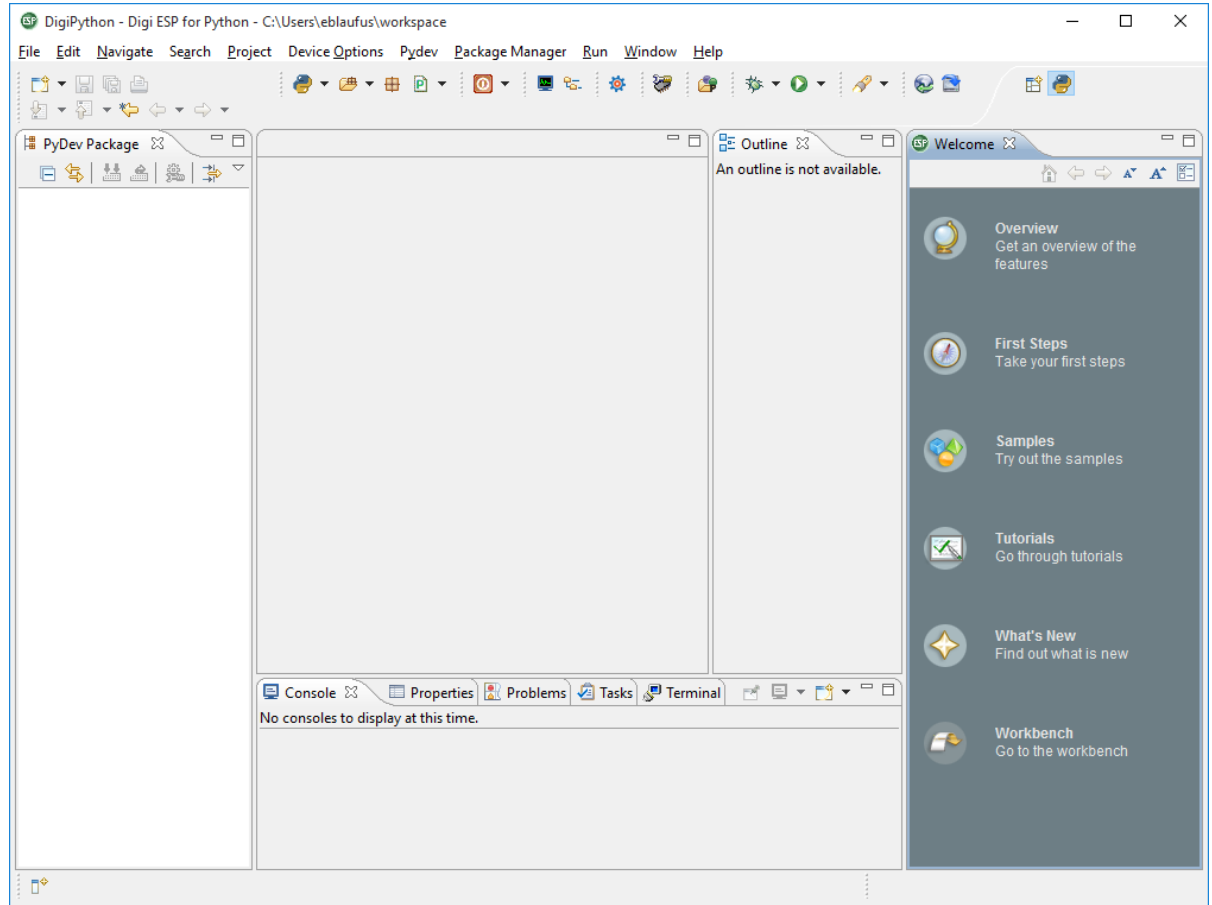 ESP DigiPython - Digi ESP for Python - C:\Users\eblaufus\workspace
File Edit Navigate Search Project Device Options Pydev Package Manager Run Window Help
PyDev Package
Outline
ESP Welcome
An outline is not available.
Overview
Get an overview of the
features
First Steps
Take your first steps
Samples
Try out the samples
Tutorials
Go through tutorials
What's New
Find out what is new
Workbench
Go to the workbench
Console Properties Problems Tasks Terminal
No consoles to display at this time.